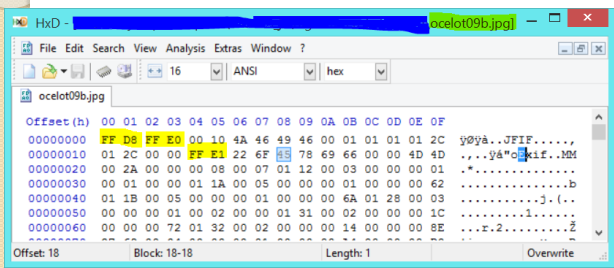 HxD - ocelot09b.jpg]
File Edit Search View Analysis Extras Window ?
16 ANSI hex
ocelot09b.jpg
Offset(h) 00 01 02 03 04 05 06 07 08 09 0A 0B 0C 0D 0E 0F
00000000 FF D8 FF E0 00 10 4A 46 49 46 00 01 01 01 01 2C ÿØÿà..JFIF.....,
00000010 01 2C 00 00 FF E1 22 6F 45 78 69 66 00 00 4D 4D .,..ÿá"oExif..MM
00000020 00 2A 00 00 00 08 00 07 01 12 00 03 00 00 00 01 .*..............
00000030 00 01 00 00 01 1A 00 05 00 00 00 01 00 00 00 62 ...............b
00000040 01 1B 00 05 00 00 00 01 00 00 00 6A 01 28 00 03 ...........j.(..
00000050 00 00 00 01 00 02 00 00 01 31 00 02 00 00 00 1C .........1......
00000060 00 00 00 72 01 32 00 02 00 00 00 14 00 00 00 8E ...r.2.........Ž
Offset: 18 Block: 18-18 Length: 1 Overwrite